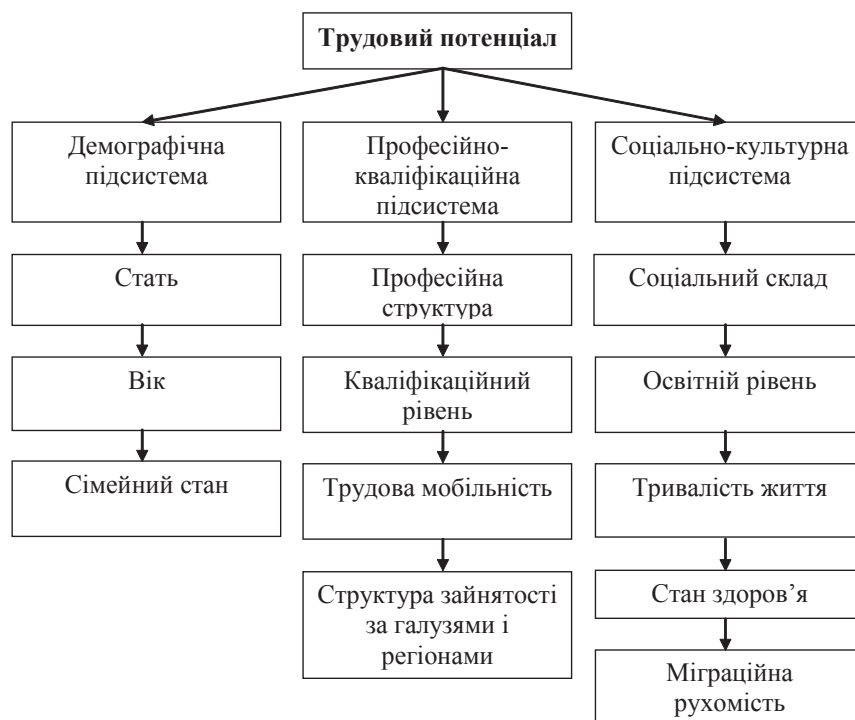 Трудовий потенціал
Демографічна
підсистема
Професійно-
кваліфікаційна
підсистема
Соціально-культурна
підсистема
Стать
Професійна
структура
Соціальний склад
Вік
Кваліфікаційний
рівень
Освітній рівень
Сімейний стан
Трудова мобільність
Тривалість життя
Структура зайнятості
за галузями і
регіонами
Стан здоров’я
Міграційна
рухомість